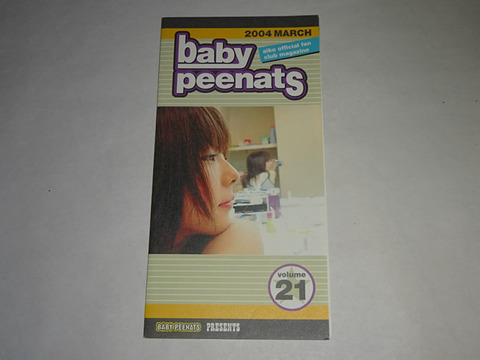 2004 MARCH
baby
peenats
aiko official fan
club magazine
volume
21
BABY PEENATS PRESENTS